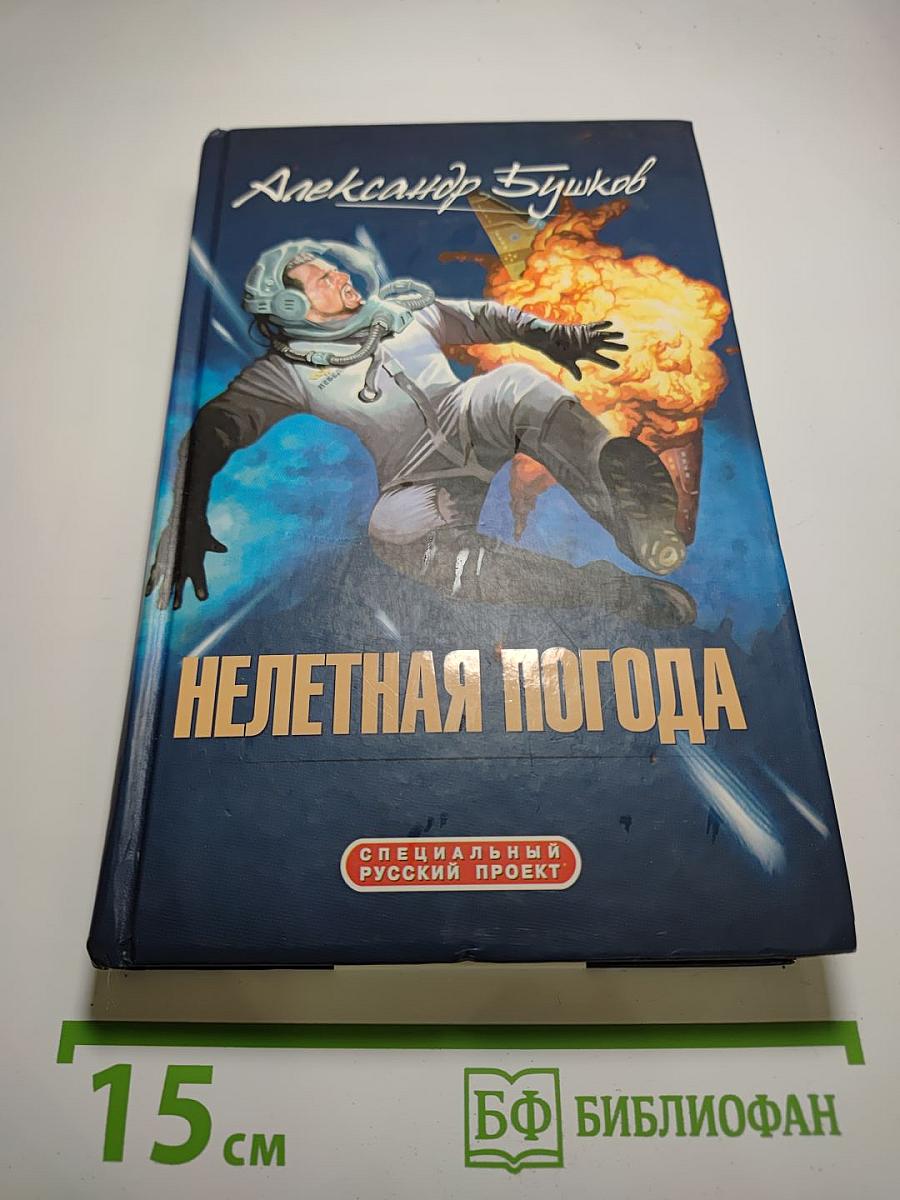 Александр Бушков
НЕЛЕТНАЯ ПОГОДА
СПЕЦИАЛЬНЫЙ
РУССКИЙ ПРОЕКТ
15 см
БФ БИБЛИОФАН